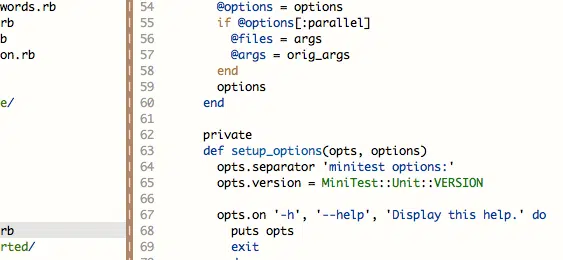 words.rb
rb
b
on.rb
e/
rb
rted/
54 @options = options
55 if @options[:parallel]
56 @files = args
57 @args = orig_args
58 end
59 options
60 end
61
62 private
63 def setup_options(opts, options)
64 opts.separator 'minitest options:'
65 opts.version = MiniTest::Unit::VERSION
66
67 opts.on '-h', '--help', 'Display this help.' do
68 puts opts
69 exit